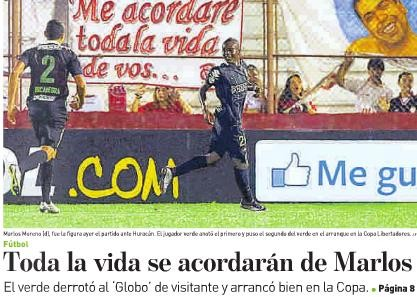 Me acordaré
toda la vida
de vos...
2
BOCANEGRA
2
.COM
Me gu
Marlos Moreno (d), fue la figura ayer el partido ante Huracán. El jugador verde anotó el primero y puso el segundo del verde en el arranque en la Copa Libertadores.
Fútbol
Toda la vida se acordarán de Marlos
El verde derrotó al ‘Globo’ de visitante y arrancó bien en la Copa. • Página 8